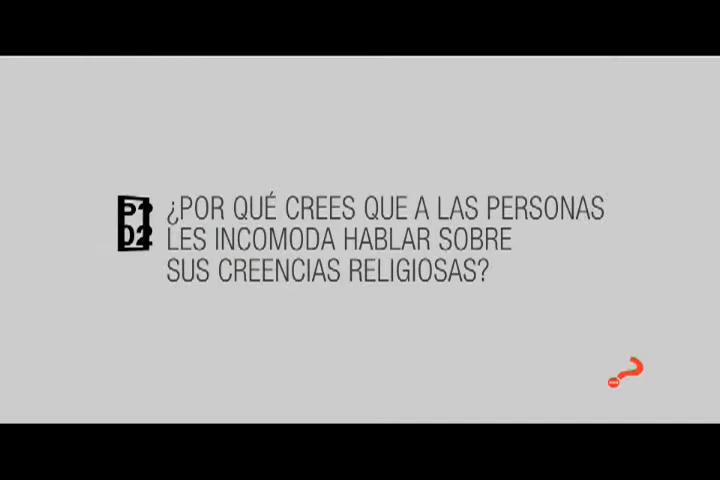 ¿POR QUÉ CREES QUE A LAS PERSONAS
LES INCOMODA HABLAR SOBRE
SUS CREENCIAS RELIGIOSAS?